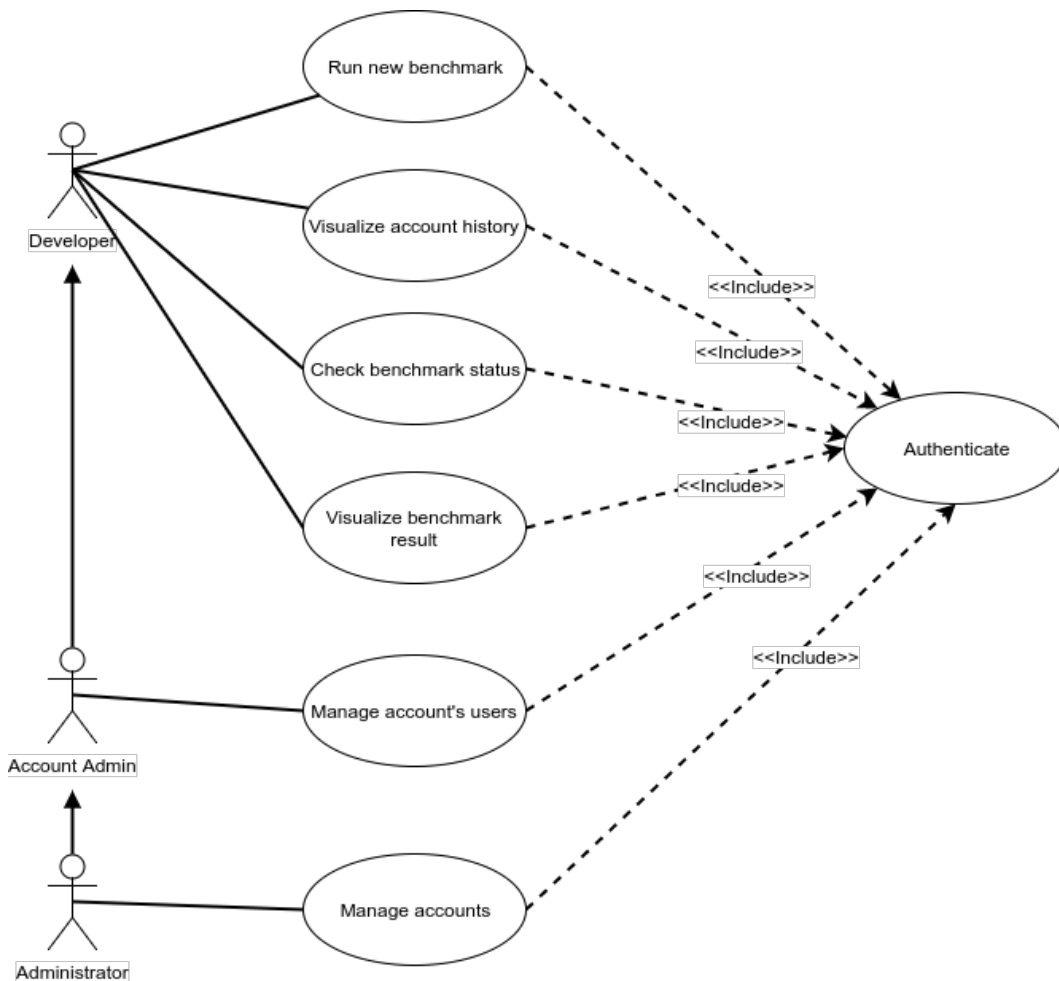 Run new benchmark
Developer
Visualize account history
<<Include>>
<<Include>>
Check benchmark status
<<Include>>
Authenticate
<<Include>>
Visualize benchmark
result
<<Include>>
<<Include>>
Manage account's users
Account Admin
Manage accounts
Administrator